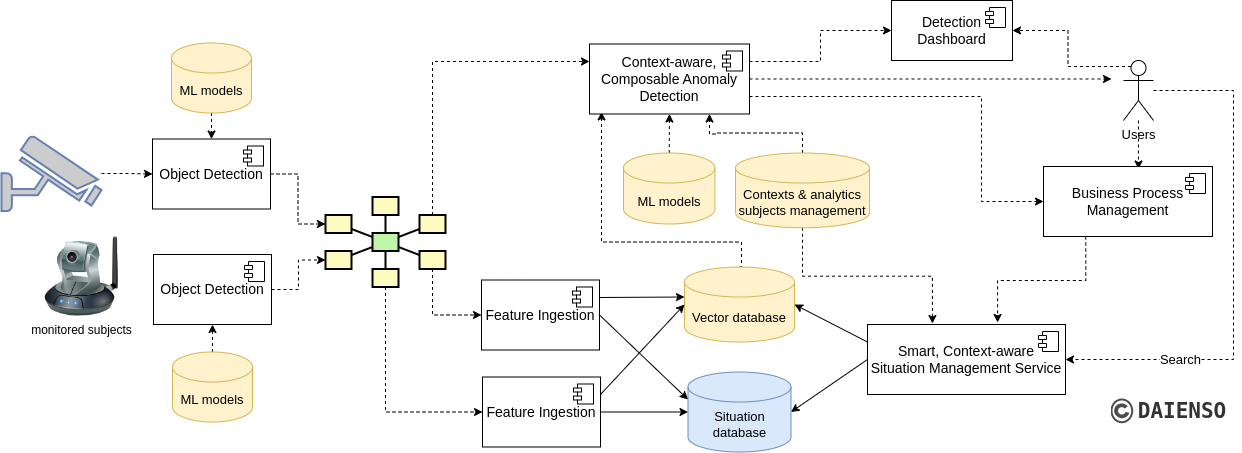 ML models
Object Detection
monitored subjects
Object Detection
ML models
Context-aware,
Composable Anomaly
Detection
Detection
Dashboard
Users
ML models
Contexts & analytics
subjects management
Business Process
Management
Feature Ingestion
Vector database
Feature Ingestion
Situation
database
Smart, Context-aware
Situation Management Service
Search
© DAIENSO